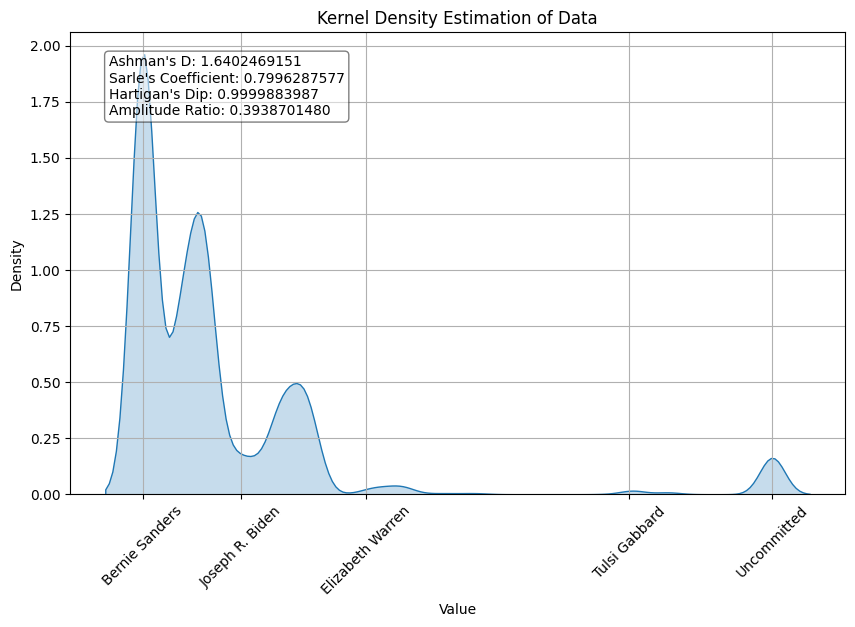 Kernel Density Estimation of Data
Ashman's D: 1.6402469151
Sarle's Coefficient: 0.7996287577
Hartigan's Dip: 0.9999883987
Amplitude Ratio: 0.3938701480
Density
2.00
1.75
1.50
1.25
1.00
0.75
0.50
0.25
0.00
Bernie Sanders
Joseph R. Biden
Elizabeth Warren
Tulsi Gabbard
Uncommitted
Value